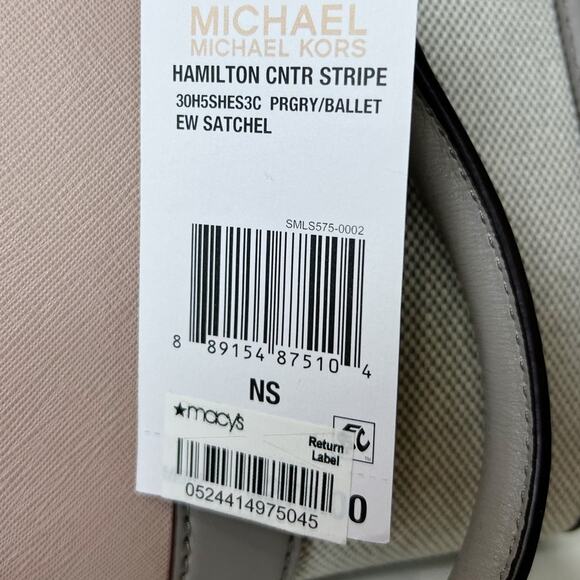 MICHAEL
MICHAEL KORS
HAMILTON CNTR STRIPE
30H5SHES3C PRGRY/BALLET
EW SATCHEL
SMLS575-0002
8 89154 87510 4
NS
★macy's
Return
Label
0524414975045
00